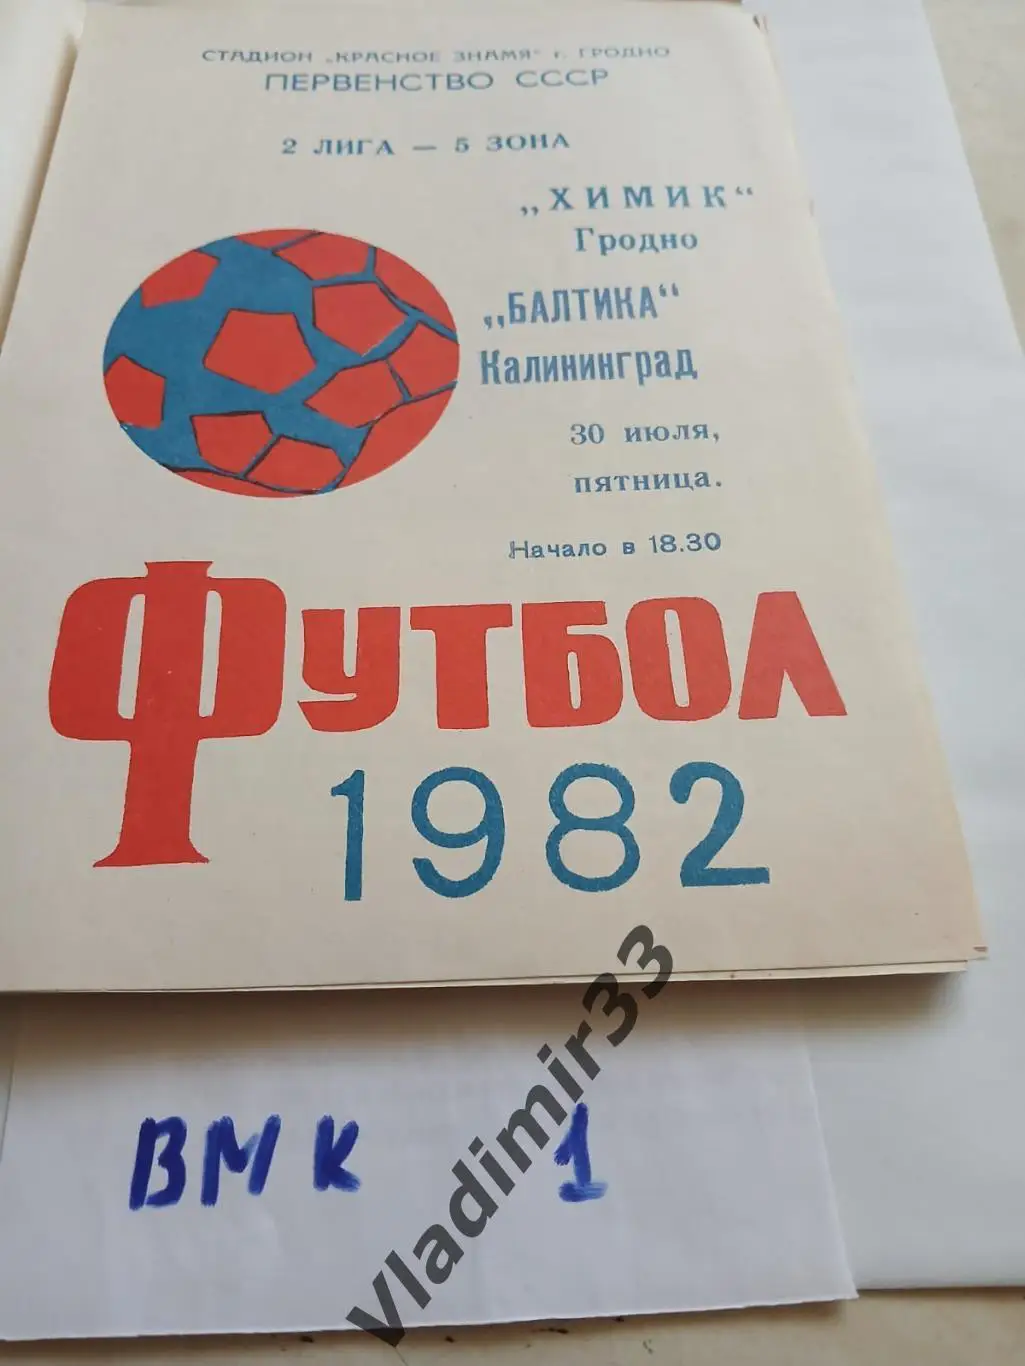 СТАДИОН „КРАСНОЕ ЗНАМЯ" г. ГРОДНО
ПЕРВЕНСТВО СССР
2 ЛИГА — 5 ЗОНА
„ХИМИК"
Гродно
„БАЛТИКА"
Калининград
30 июля,
пятница.
Начало в 18.30
ФУТБОЛ
1982
ВМК 1
Vladimir33